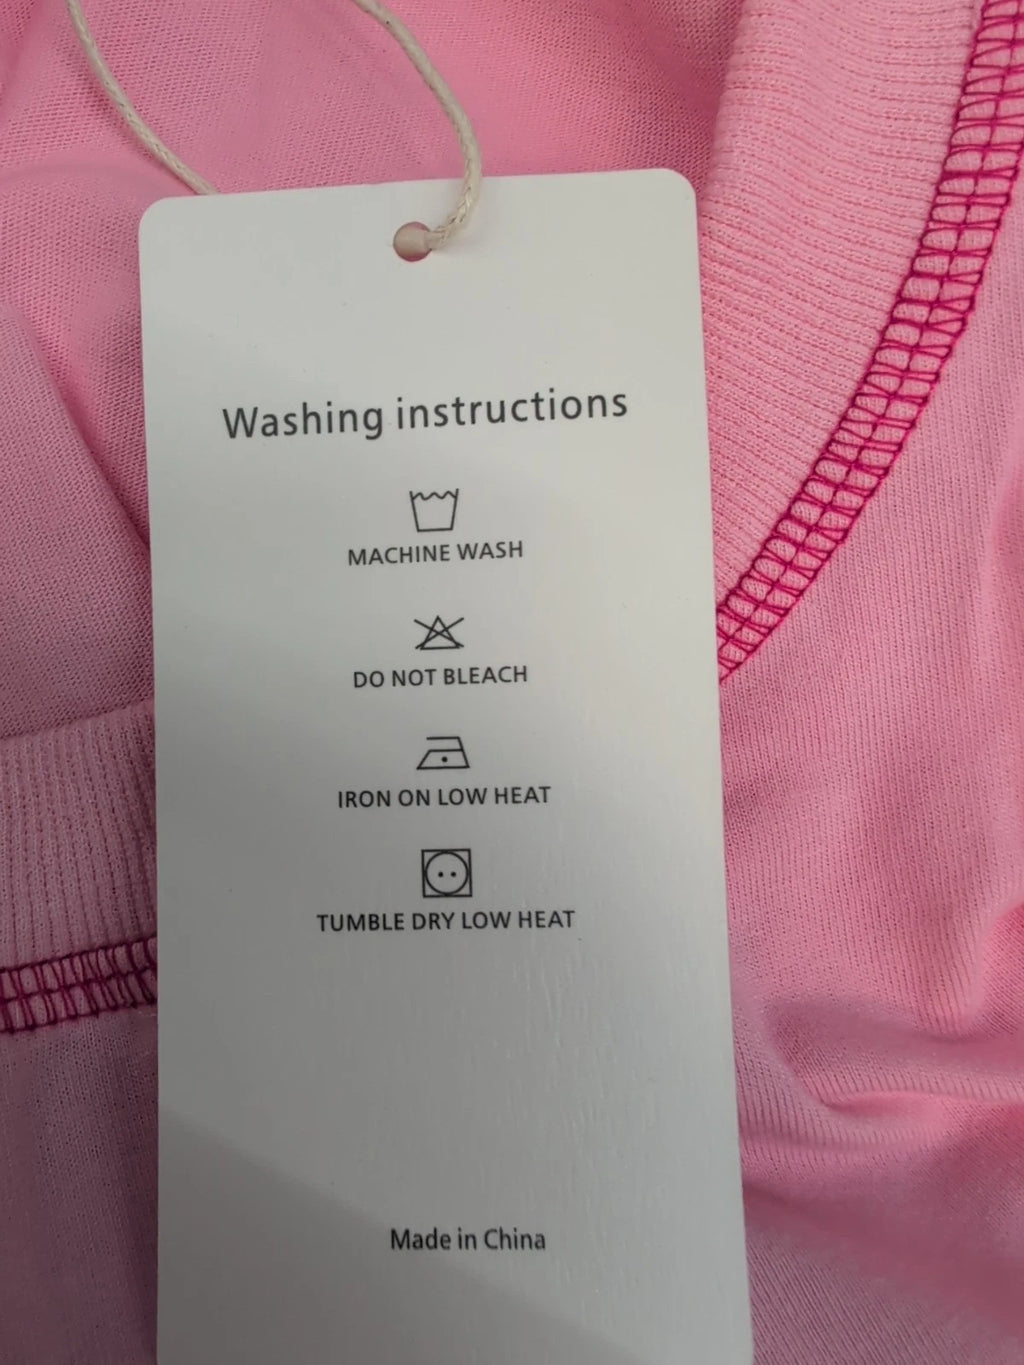 Washing instructions
MACHINE WASH
DO NOT BLEACH
IRON ON LOW HEAT
TUMBLE DRY LOW HEAT
Made in China